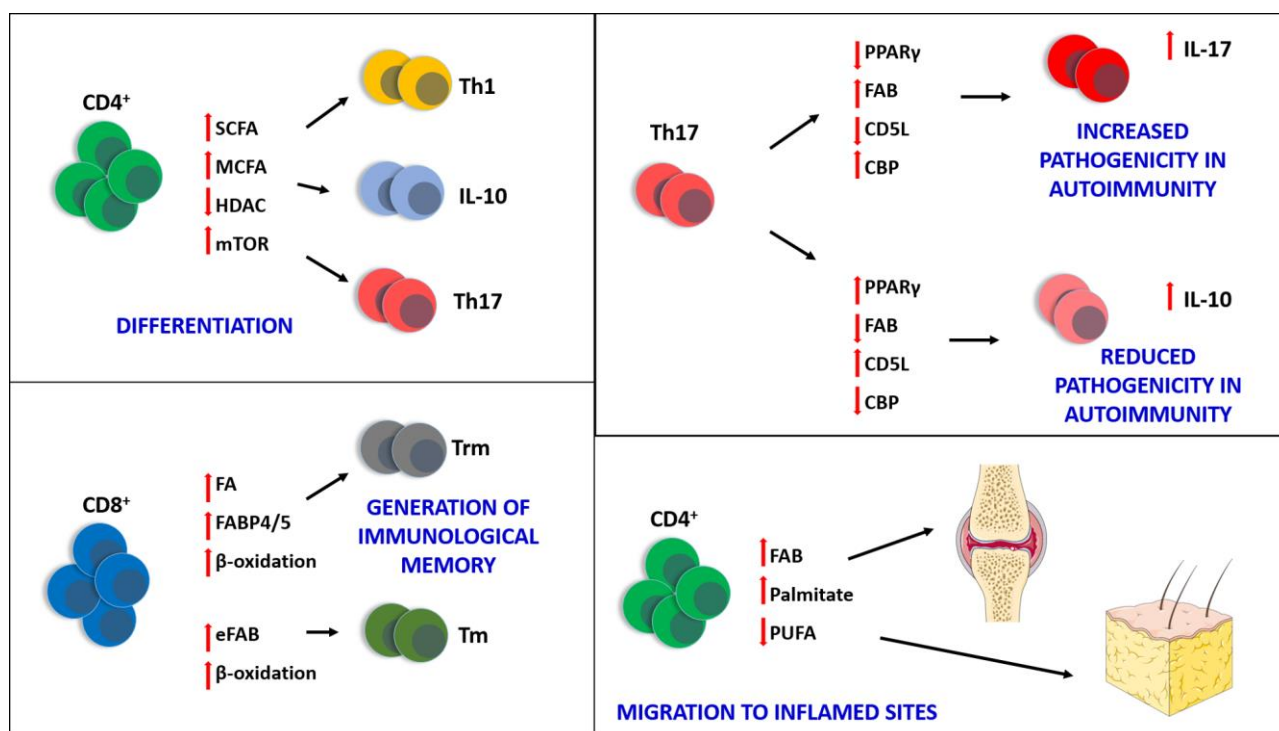 CD4⁺
SCFA
MCFA
HDAC
mTOR
Th1
IL-10
Th17
DIFFERENTIATION
Th17
PPARγ
FAB
CD5L
CBP
IL-17
INCREASED
PATHOGENICITY IN
AUTOIMMUNITY
PPARγ
FAB
CD5L
CBP
IL-10
REDUCED
PATHOGENICITY IN
AUTOIMMUNITY
CD8⁺
FA
FABP4/5
β-oxidation
Trm
GENERATION OF
IMMUNOLOGICAL
MEMORY
eFAB
β-oxidation
Tm
CD4⁺
FAB
Palmitate
PUFA
MIGRATION TO INFLAMED SITES